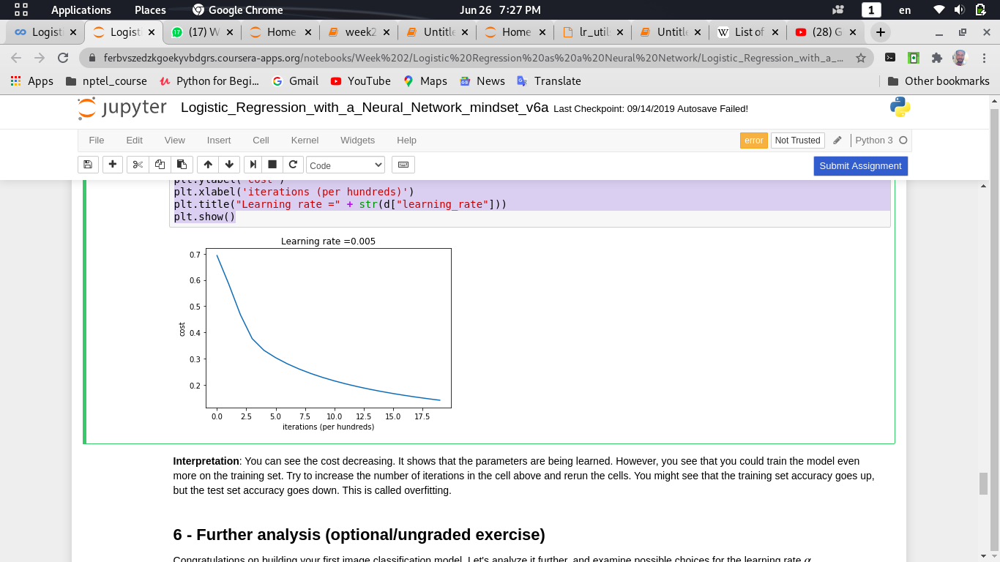 Applications Places Google Chrome Jun 26 7:27 PM 1 en
Logist Logist (17) W Home week2 Untitle Home lr_util Untitle W List of (28) G
ferbvszedzkgoekyvbdgrs.coursera-apps.org/notebooks/Week%202/Logistic%20Regression%20as%20a%20Neural%20Network/Logistic_Regression_with_a_...
Apps nptel_course Python for Begi... Gmail YouTube Maps News Translate Other bookmarks
jupyter Logistic_Regression_with_a_Neural_Network_mindset_v6a Last Checkpoint: 09/14/2019 Autosave Failed!
File Edit View Insert Cell Kernel Widgets Help error Not Trusted Python 3
Code Submit Assignment
plt.ylabel('cost')
plt.xlabel('iterations (per hundreds)')
plt.title("Learning rate =" + str(d["learning_rate"]))
plt.show()
Learning rate =0.005
0.7
0.6
0.5
0.4
0.3
0.2
cost
0.0 2.5 5.0 7.5 10.0 12.5 15.0 17.5
iterations (per hundreds)
Interpretation: You can see the cost decreasing. It shows that the parameters are being learned. However, you see that you could train the model even
more on the training set. Try to increase the number of iterations in the cell above and rerun the cells. You might see that the training set accuracy goes up,
but the test set accuracy goes down. This is called overfitting.
6 - Further analysis (optional/ungraded exercise)
Congratulations on building your first image classification model. Let's analyze it further, and examine possible choices for the learning rate α.